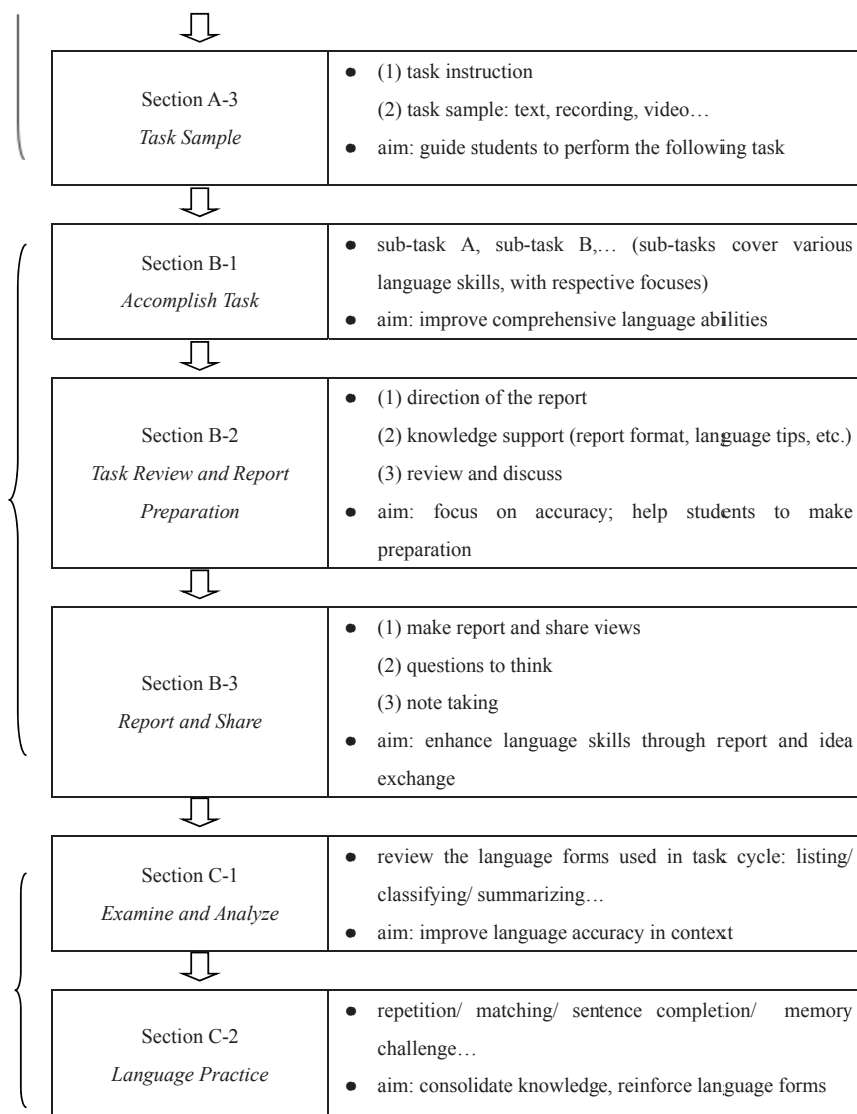 Section A-3
Task Sample
● (1) task instruction
(2) task sample: text, recording, video…
● aim: guide students to perform the following task
Section B-1
Accomplish Task
● sub-task A, sub-task B,… (sub-tasks cover various
language skills, with respective focuses)
● aim: improve comprehensive language abilities
Section B-2
Task Review and Report
Preparation
● (1) direction of the report
(2) knowledge support (report format, language tips, etc.)
(3) review and discuss
● aim: focus on accuracy; help students to make
preparation
Section B-3
Report and Share
● (1) make report and share views
(2) questions to think
(3) note taking
● aim: enhance language skills through report and idea
exchange
Section C-1
Examine and Analyze
● review the language forms used in task cycle: listing/
classifying/ summarizing…
● aim: improve language accuracy in context
Section C-2
Language Practice
● repetition/ matching/ sentence completion/ memory
challenge…
● aim: consolidate knowledge, reinforce language forms